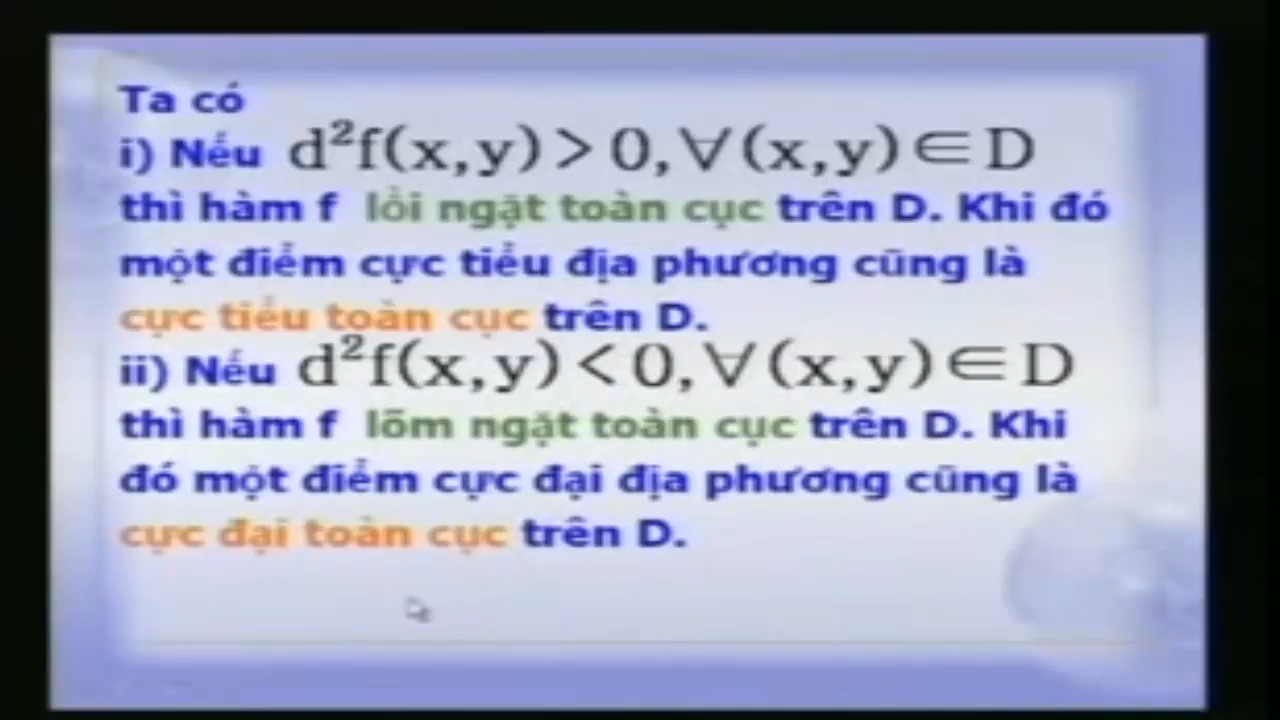 Ta có
i) Nếu d²f(x,y)>0,∀(x,y)∈D
thì hàm f lồi ngặt toàn cục trên D. Khi đó
một điểm cực tiểu địa phương cũng là
cực tiểu toàn cục trên D.
ii) Nếu d²f(x,y)<0,∀(x,y)∈D
thì hàm f lõm ngặt toàn cục trên D. Khi
đó một điểm cực đại địa phương cũng là
cực đại toàn cục trên D.